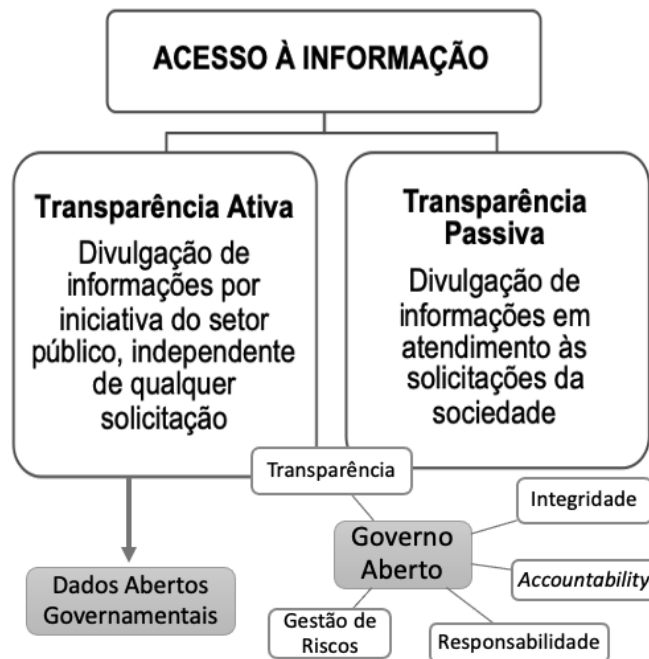 ACESSO À INFORMAÇÃO
Transparência Ativa
Divulgação de
informações por
iniciativa do setor
público, independente
de qualquer
solicitação
Transparência
Passiva
Divulgação de
informações em
atendimento às
solicitações da
sociedade
Transparência
Integridade
Governo
Aberto
Accountability
Dados Abertos
Governamentais
Gestão de
Riscos
Responsabilidade